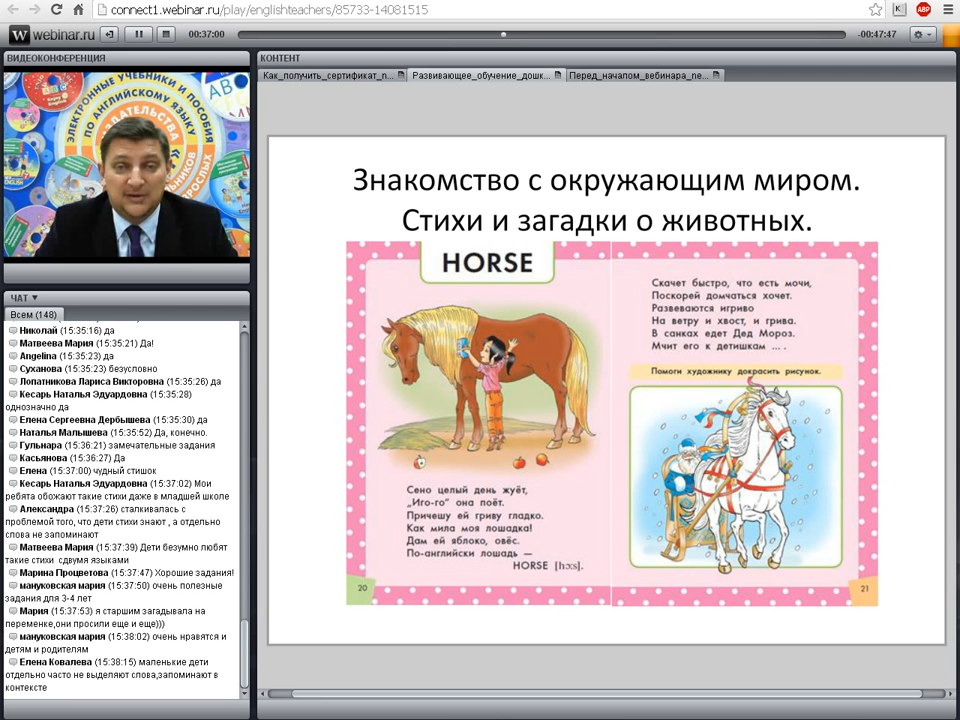 connect1.webinar.ru/play/englishteachers/85733-14081515
K
ABP
w webinar.ru
00:37:00
-00:47:47
ВИДЕОКОНФЕРЕНЦИЯ
ЭЛЕКТРОННЫЕ УЧЕБНИКИ И ПОСОБИЯ
ПО АНГЛИЙСКОМУ ЯЗЫКУ
ИЗДАТЕЛЬСТВА
ЧАТ ▼
Всем (148)
Николай (15:35:16) да
Матвеева Мария (15:35:21) Да!
Angelina (15:35:23) да
Суханова (15:35:23) безусловно
Лопатникова Лариса Викторовна (15:35:26) да
Кесарь Наталья Эдуардовна (15:35:28)
однозначно да
Елена Сергеевна Дербышева (15:35:30) да
Наталья Малышева (15:35:52) Да, конечно.
Гульнара (15:36:21) замечательные задания
Касьянова (15:36:27) Да
Елена (15:37:00) чудный стишок
Кесарь Наталья Эдуардовна (15:37:02) Мои
ребята обожают такие стихи даже в младшей школе
Александра (15:37:26) сталкивалась с
проблемой того, что дети стихи знают , а отдельно
слова не запоминают
Матвеева Мария (15:37:39) Дети безумно любят
такие стихи сдвумя языками
Марина Процветова (15:37:47) Хорошие задания!
мануковская мария (15:37:50) очень полезные
задания для 3-4 лет
Мария (15:37:53) я старшим загадывала на
переменке,они просили еще и еще)))
мануковская мария (15:38:02) очень нравятся и
детям и родителям
Елена Ковалева (15:38:15) маленькие дети
отдельно часто не выделяют слова,запоминают в
контексте
КОНТЕНТ
Как_получить_сертификат_п...
Развивающее_обучение_дошк...
Перед_началом_вебинара_пе...
Знакомство с окружающим миром.
Стихи и загадки о животных.
HORSE
Сено целый день жуёт,
„Иго-го“ она поёт.
Причешу ей гриву гладко.
Как мила моя лошадка!
Дам ей яблоко, овёс.
По-английски лошадь —
HORSE [hɔ:s].
20
Скачет быстро, что есть мочи,
Поскорей домчаться хочет.
Развеваются игриво
На ветру и хвост, и грива.
В санках едет Дед Мороз.
Мчит его к детишкам ... .
Помоги художнику докрасить рисунок.
21